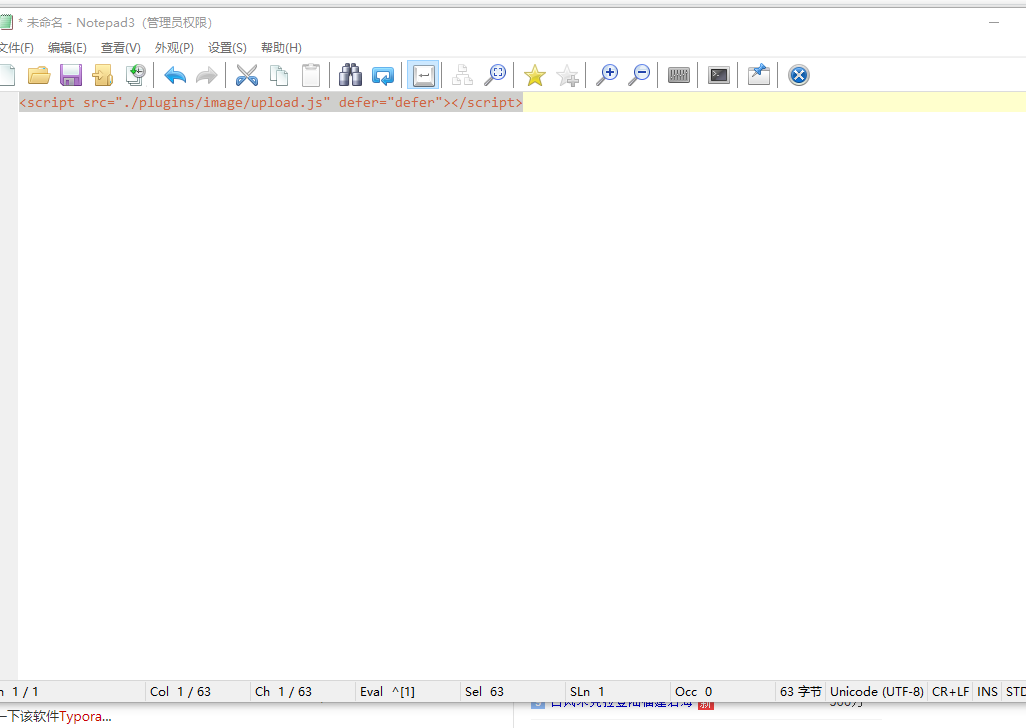 * 未命名 - Notepad3 (管理员权限)
文件(F) 编辑(E) 查看(V) 外观(P) 设置(S) 帮助(H)
<script src="./plugins/image/upload.js" defer="defer"></script>
1 / 1 Col 1 / 63 Ch 1 / 63 Eval ^[1] Sel 63 SLn 1 Occ 0 63 字节 Unicode (UTF-8) CR+LF INS STD
一下该软件Typora... 新